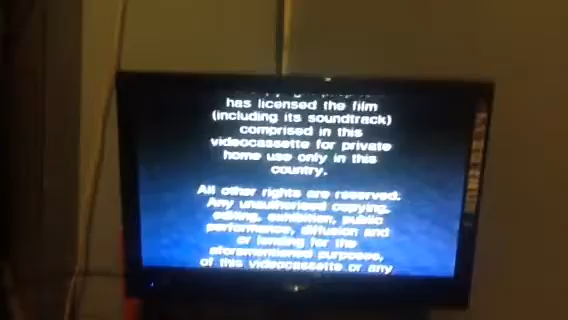 has licensed the film
(including its soundtrack)
comprised in this
videocassette for private
home use only in this
country.
All other rights are reserved.
Any unauthorised copying,
editing, exhibition, public
performance, diffusion and
or lending for the
aforementioned purposes,
of this videocassette or any